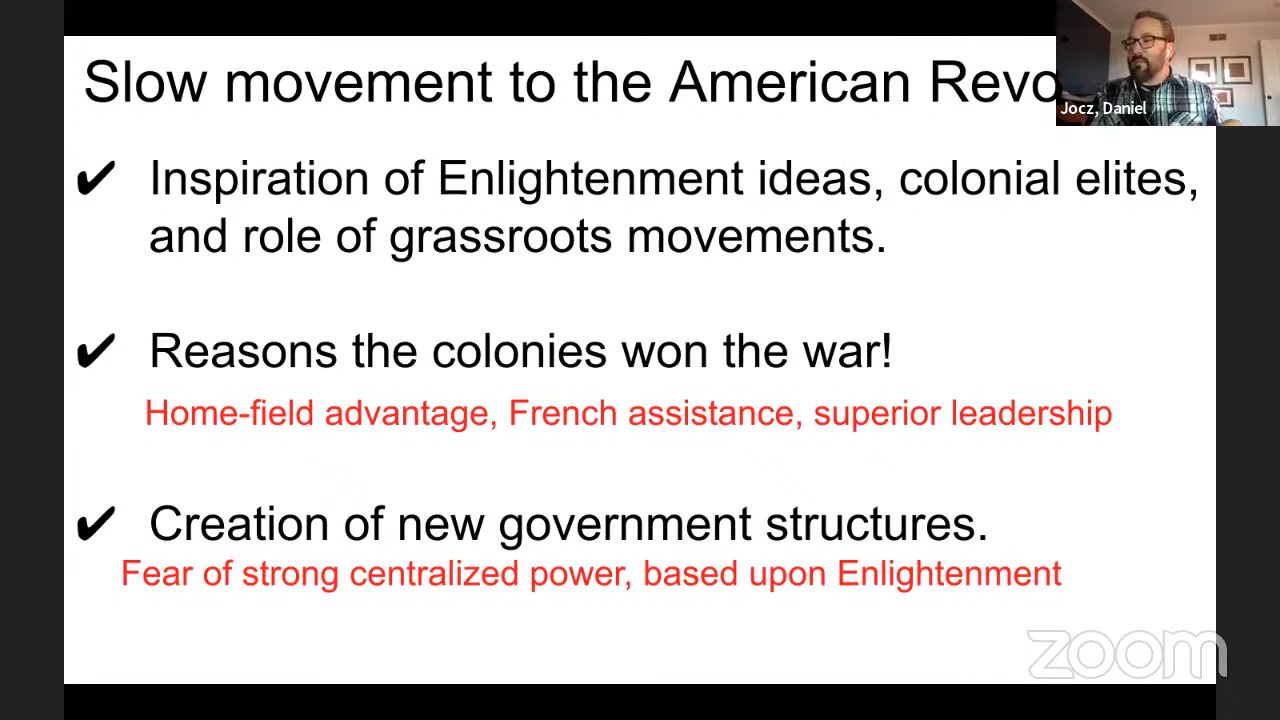 Slow movement to the American Revo
Jocz, Daniel
✔ Inspiration of Enlightenment ideas, colonial elites,
and role of grassroots movements.
✔ Reasons the colonies won the war!
Home-field advantage, French assistance, superior leadership
✔ Creation of new government structures.
Fear of strong centralized power, based upon Enlightenment
zoom